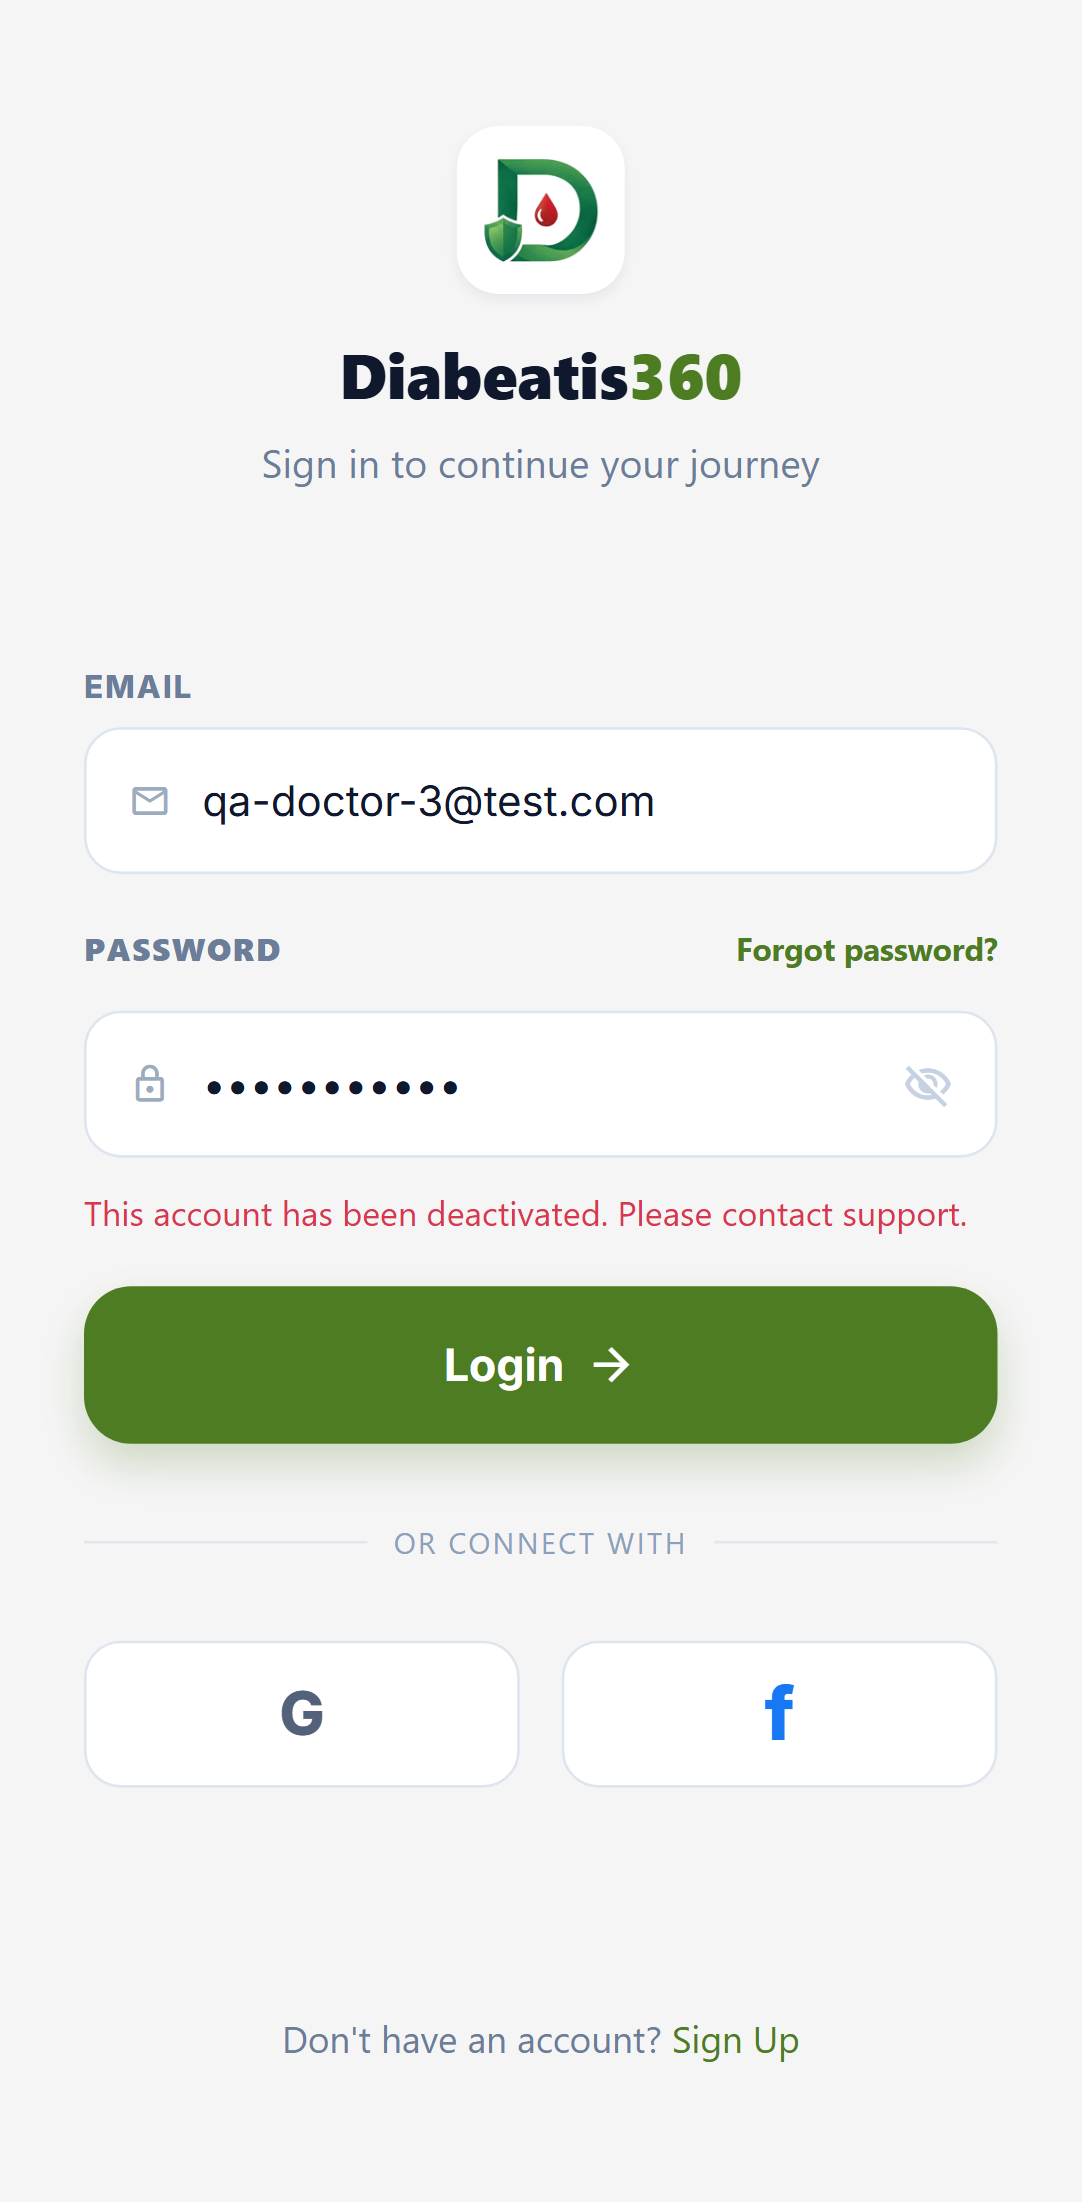 Diabeatis360
Sign in to continue your journey
EMAIL
qa-doctor-3@test.com
PASSWORD Forgot password?
•••••••••••
This account has been deactivated. Please contact support.
Login →
OR CONNECT WITH
G f
Don't have an account? Sign Up